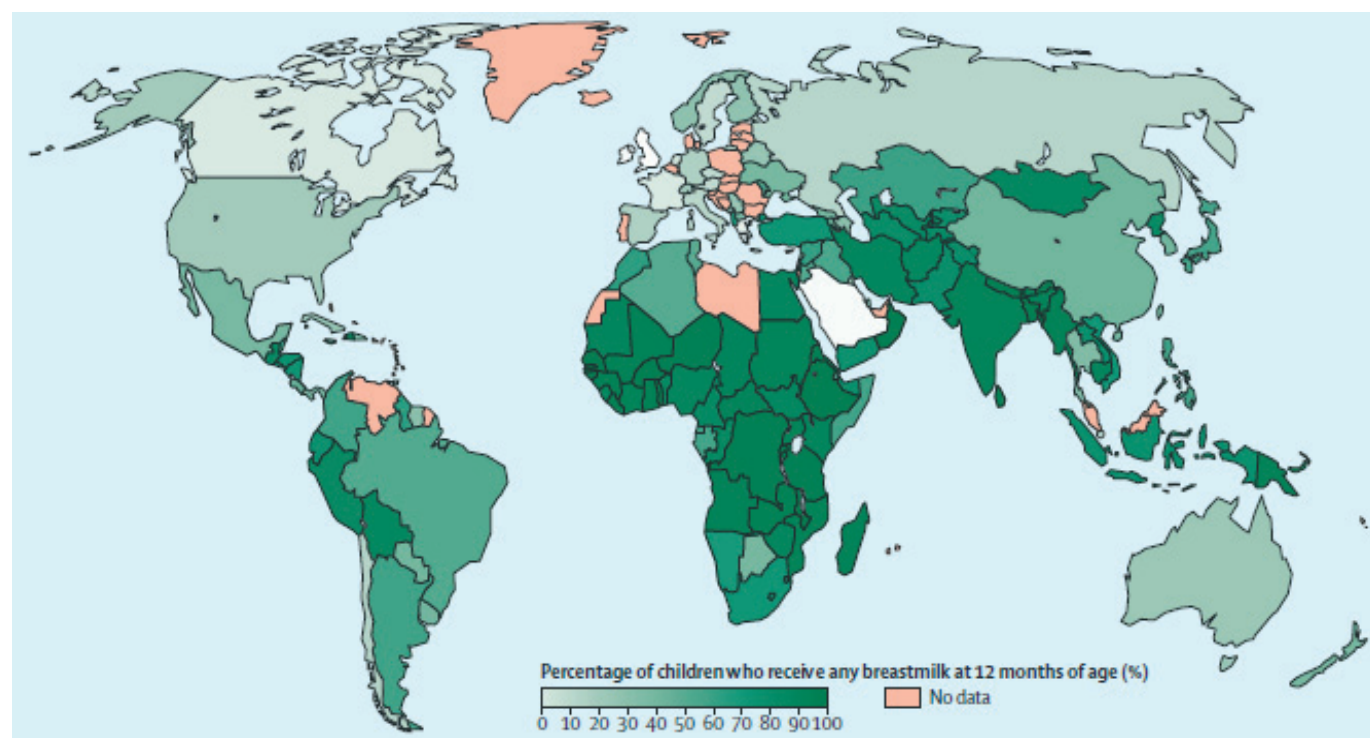 Percentage of children who receive any breastmilk at 12 months of age (%)
0 10 20 30 40 50 60 70 80 90 100
No data